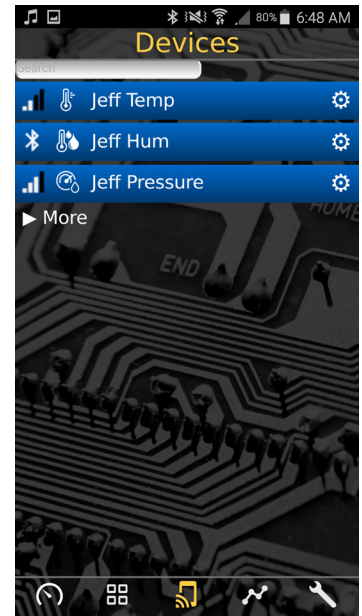 80% 6:48 AM
Devices
Search
Jeff Temp
Jeff Hum
Jeff Pressure
▶ More
HOME
END